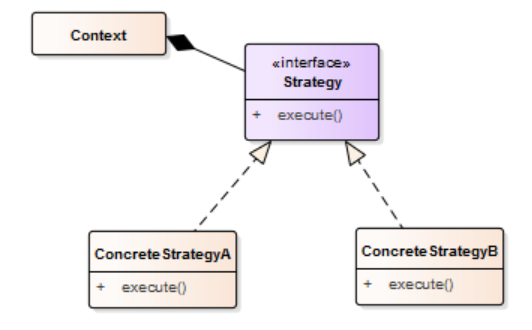 Context
«interface»
Strategy
+ execute()
ConcreteStrategyA
+ execute()
ConcreteStrategyB
+ execute()